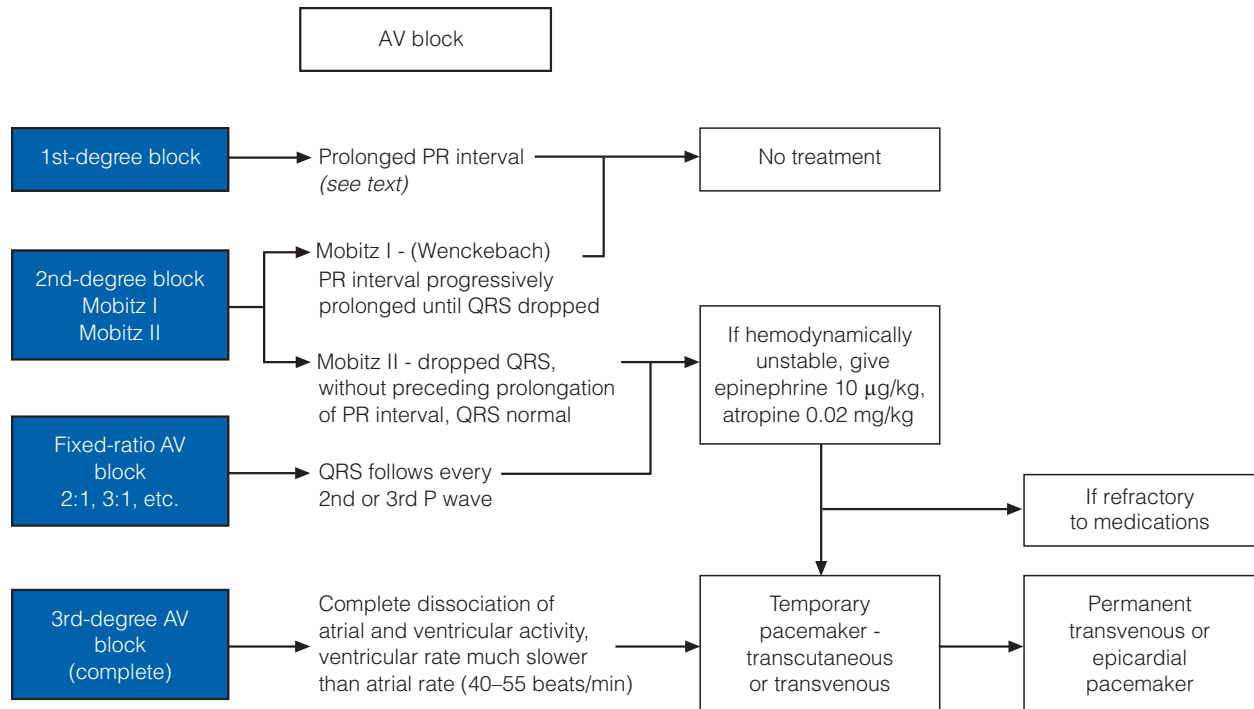 AV block
1st-degree block
Prolonged PR interval
(see text)
No treatment
2nd-degree block
Mobitz I
Mobitz II
Mobitz I - (Wenckebach)
PR interval progressively
prolonged until QRS dropped
Mobitz II - dropped QRS,
without preceding prolongation
of PR interval, QRS normal
If hemodynamically
unstable, give
epinephrine 10 μg/kg,
atropine 0.02 mg/kg
Fixed-ratio AV
block
2:1, 3:1, etc.
QRS follows every
2nd or 3rd P wave
If refractory
to medications
3rd-degree AV
block
(complete)
Complete dissociation of
atrial and ventricular activity,
ventricular rate much slower
than atrial rate (40–55 beats/min)
Temporary
pacemaker -
transcutaneous
or transvenous
Permanent
transvenous or
epicardial
pacemaker